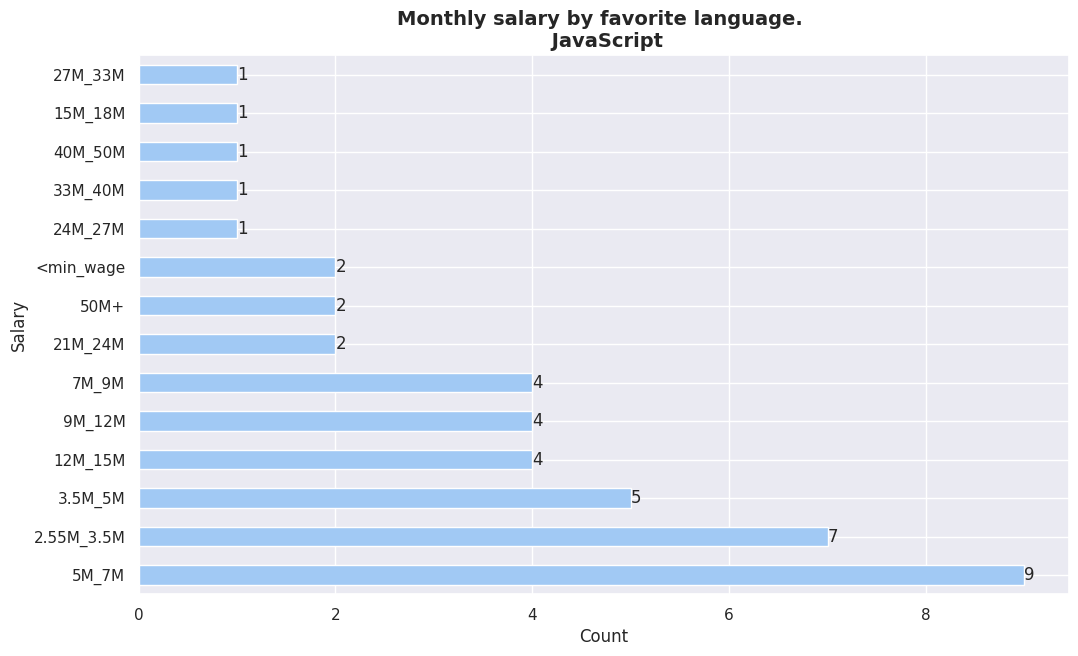 Monthly salary by favorite language.
JavaScript
Salary
27M_33M 1
15M_18M 1
40M_50M 1
33M_40M 1
24M_27M 1
<min_wage 2
50M+ 2
21M_24M 2
7M_9M 4
9M_12M 4
12M_15M 4
3.5M_5M 5
2.55M_3.5M 7
5M_7M 9
0 2 4 6 8
Count